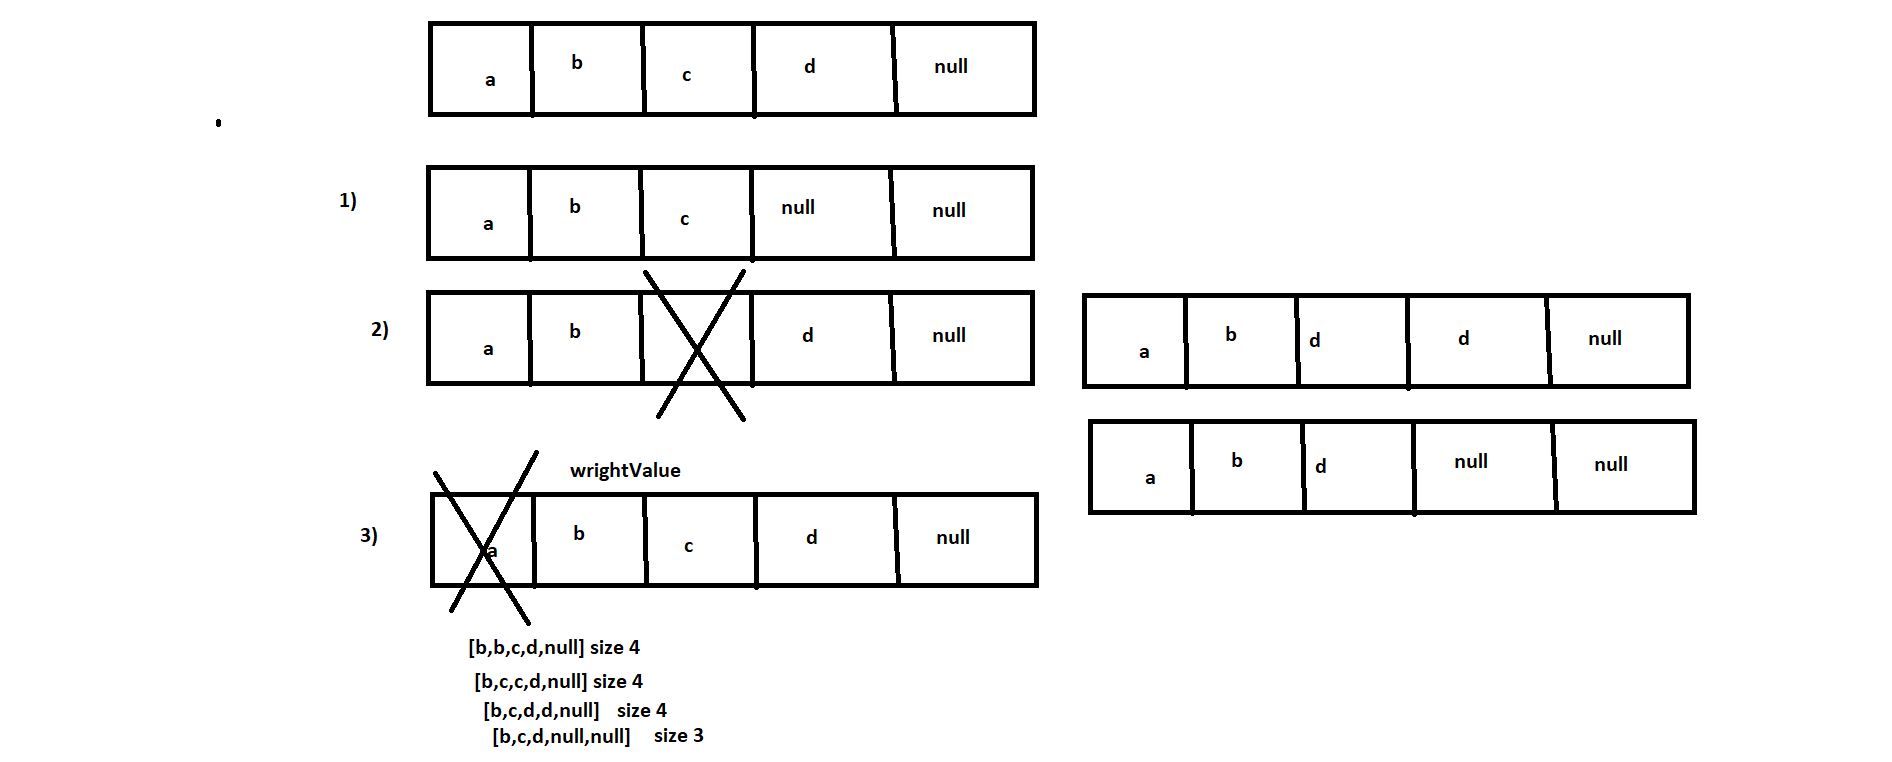 a b c d null
1) a b c null null
2) a b d null
a b d d null
a b d null null
wrightValue
3) a b c d null
[b,b,c,d,null] size 4
[b,c,c,d,null] size 4
[b,c,d,d,null] size 4
[b,c,d,null,null] size 3